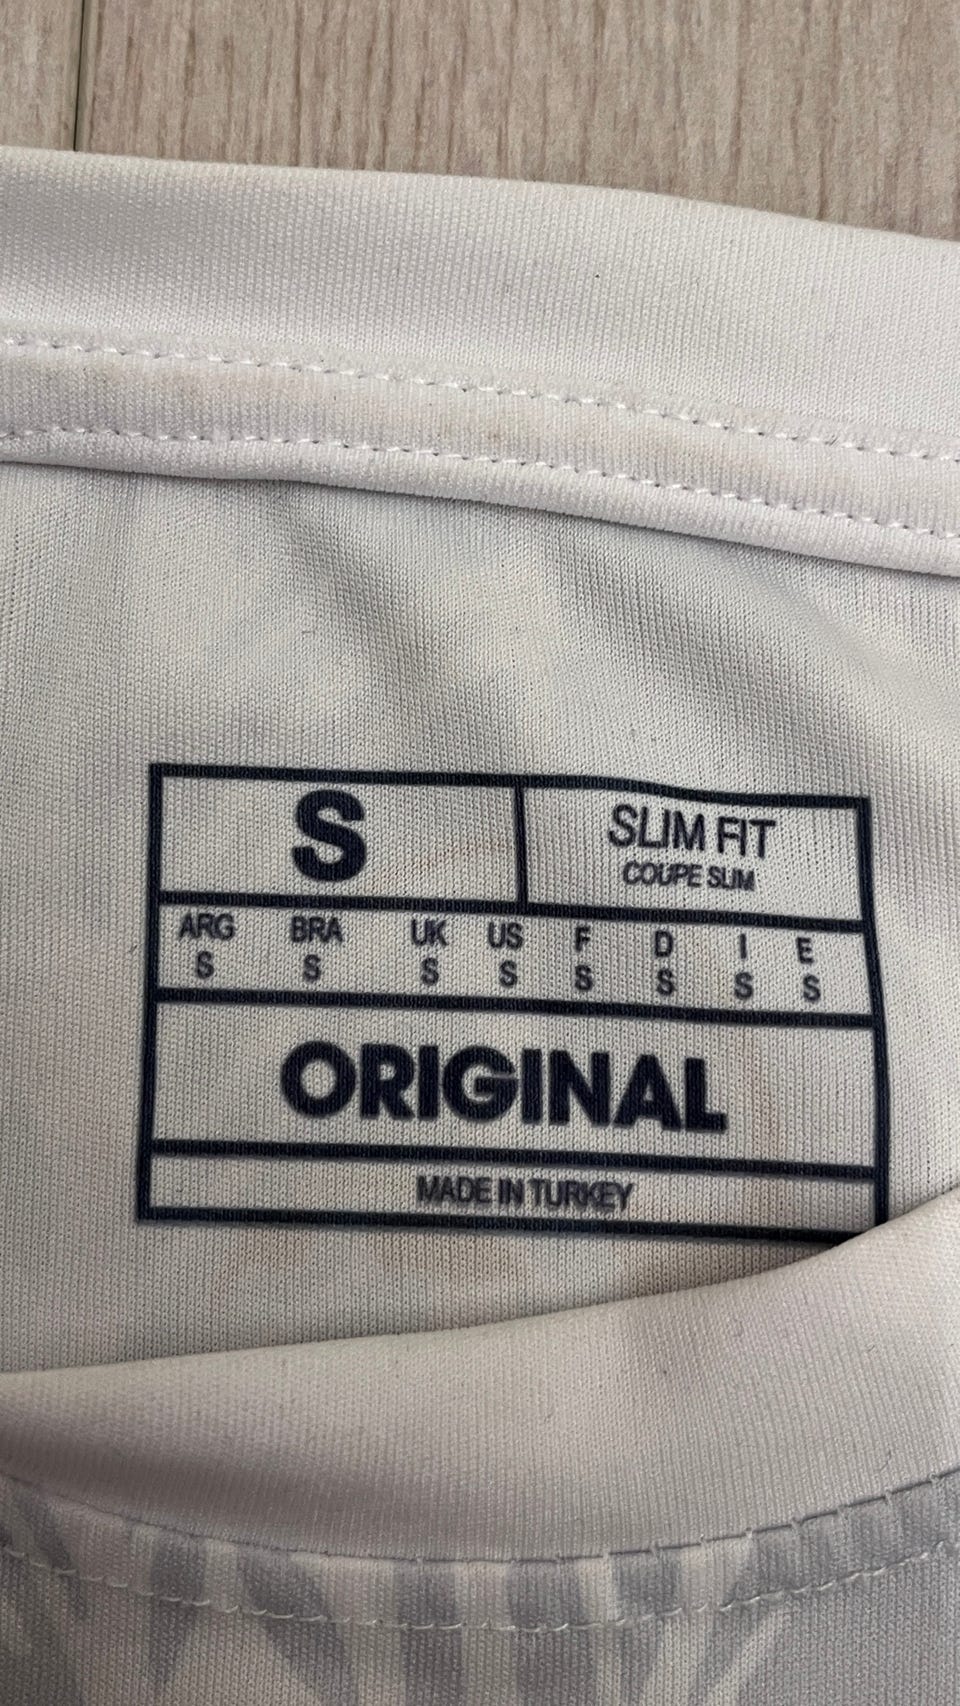 S
SLIM FIT
COUPE SLIM
ARG BRA UK US F D I E
S S S S S S S S
ORIGINAL
MADE IN TURKEY